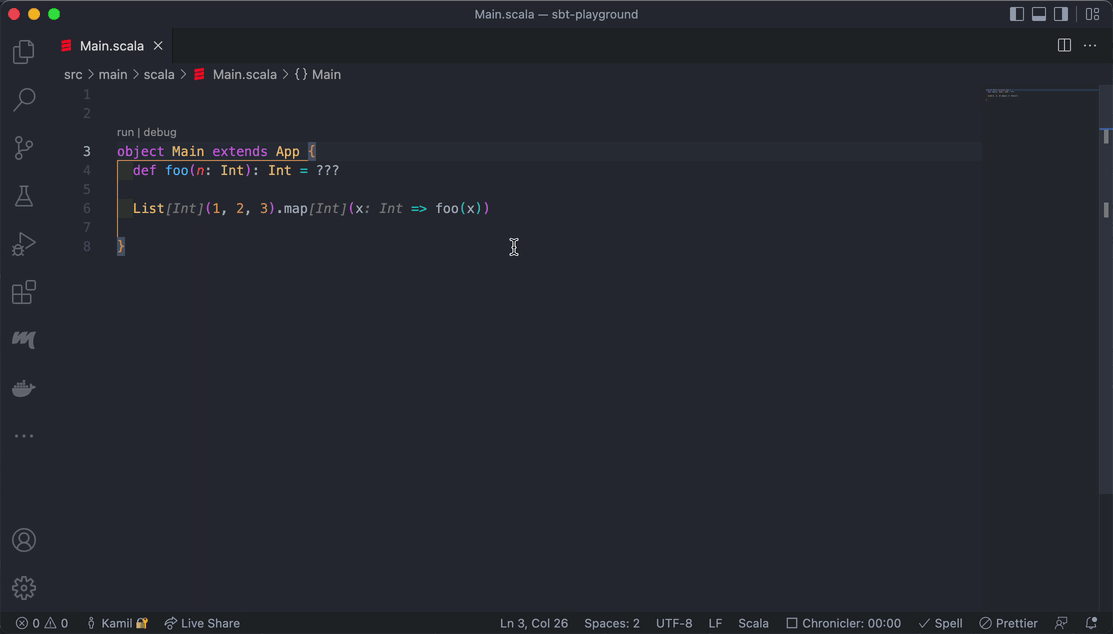 Main.scala — sbt-playground
Main.scala
src > main > scala > Main.scala > {} Main
1
2
run | debug
3 object Main extends App {
4 def foo(n: Int): Int = ???
5
6 List[Int](1, 2, 3).map[Int](x: Int => foo(x))
7
8 }
0 0 Kamil 🔐 Live Share Ln 3, Col 26 Spaces: 2 UTF-8 LF Scala Chronicler: 00:00 Spell Prettier